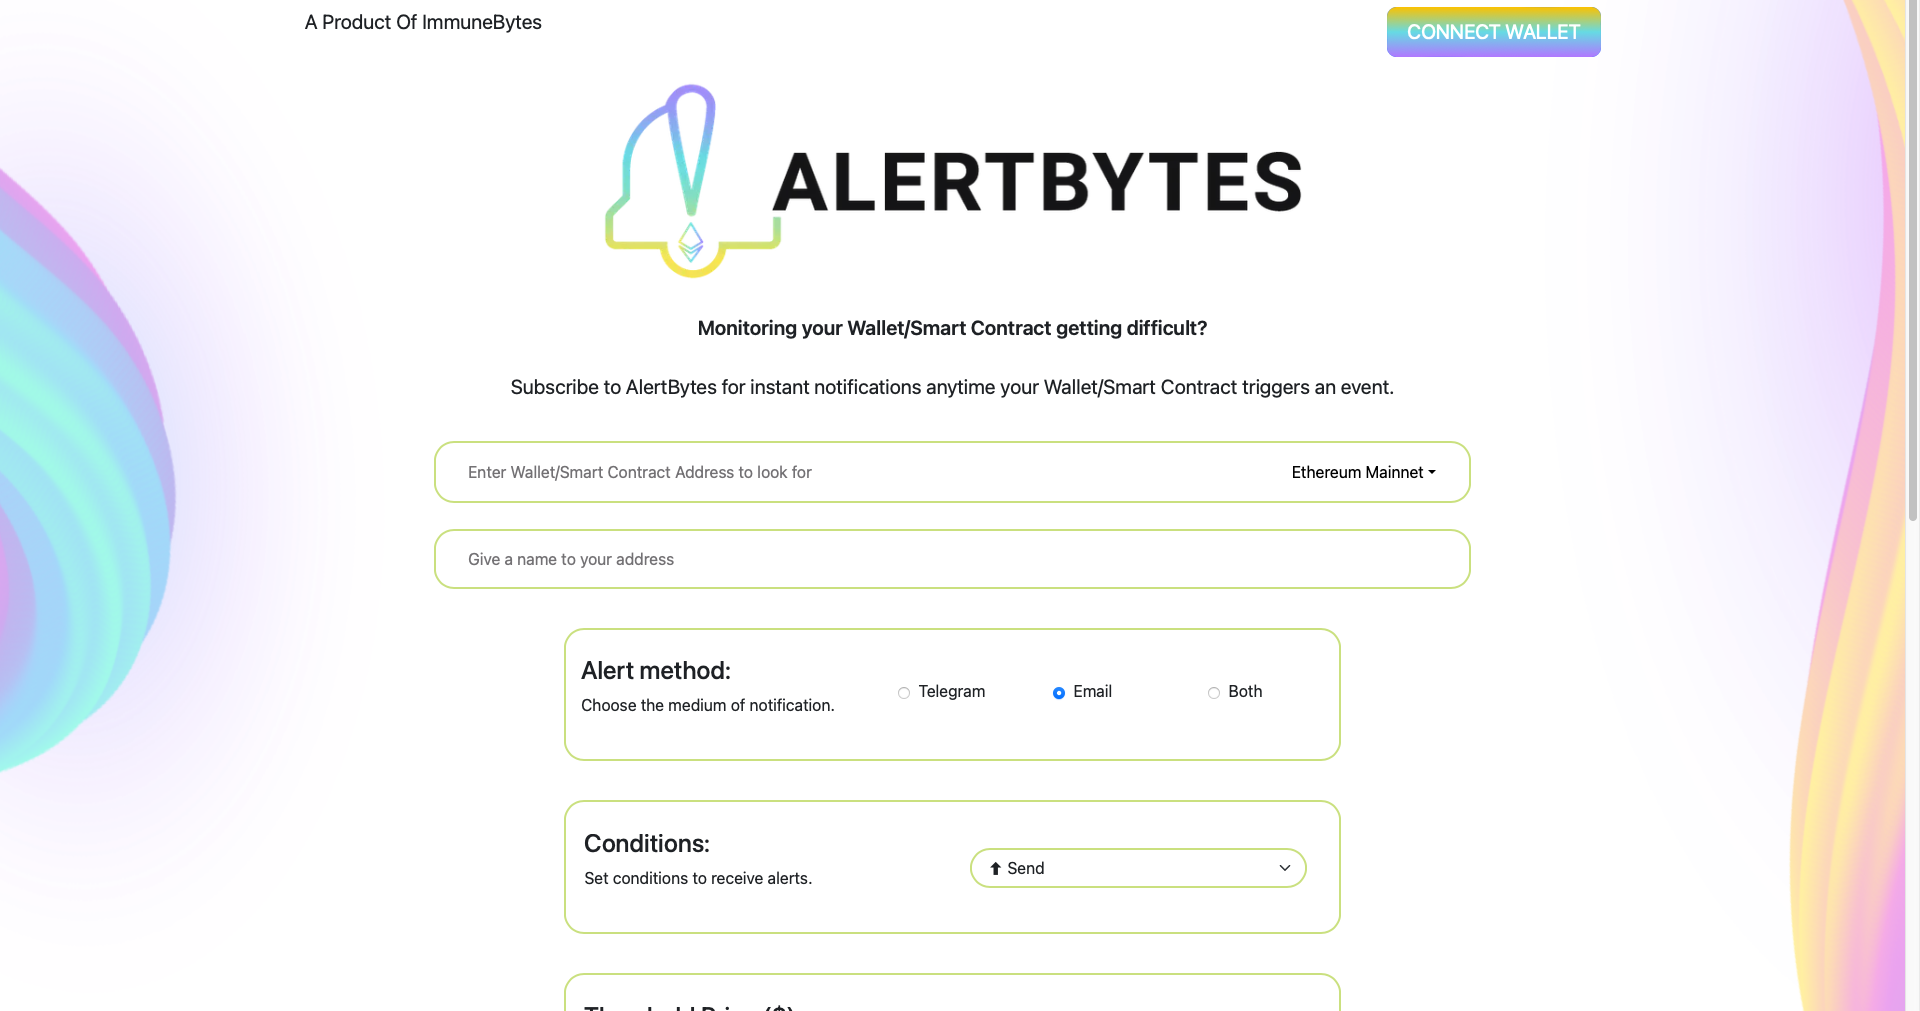 A Product Of ImmuneBytes
CONNECT WALLET
ALERTBYTES
Monitoring your Wallet/Smart Contract getting difficult?
Subscribe to AlertBytes for instant notifications anytime your Wallet/Smart Contract triggers an event.
Enter Wallet/Smart Contract Address to look for
Ethereum Mainnet
Give a name to your address
Alert method:
Choose the medium of notification.
Telegram
Email
Both
Conditions:
Set conditions to receive alerts.
Send